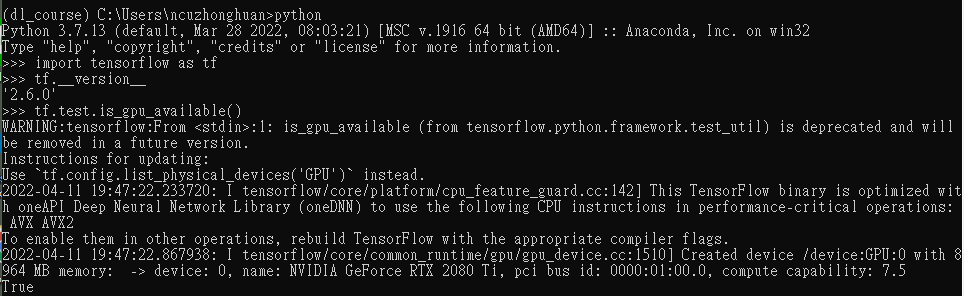 (dl_course) C:\Users\ncuzhonghuan>python
Python 3.7.13 (default, Mar 28 2022, 08:03:21) [MSC v.1916 64 bit (AMD64)] :: Anaconda, Inc. on win32
Type "help", "copyright", "credits" or "license" for more information.
>>> import tensorflow as tf
>>> tf.__version__
'2.6.0'
>>> tf.test.is_gpu_available()
WARNING:tensorflow:From <stdin>:1: is_gpu_available (from tensorflow.python.framework.test_util) is deprecated and will
be removed in a future version.
Instructions for updating:
Use `tf.config.list_physical_devices('GPU')` instead.
2022-04-11 19:47:22.233720: I tensorflow/core/platform/cpu_feature_guard.cc:142] This TensorFlow binary is optimized wit
h oneAPI Deep Neural Network Library (oneDNN) to use the following CPU instructions in performance-critical operations:
 AVX AVX2
To enable them in other operations, rebuild TensorFlow with the appropriate compiler flags.
2022-04-11 19:47:22.867938: I tensorflow/core/common_runtime/gpu/gpu_device.cc:1510] Created device /device:GPU:0 with 8
964 MB memory:  -> device: 0, name: NVIDIA GeForce RTX 2080 Ti, pci bus id: 0000:01:00.0, compute capability: 7.5
True